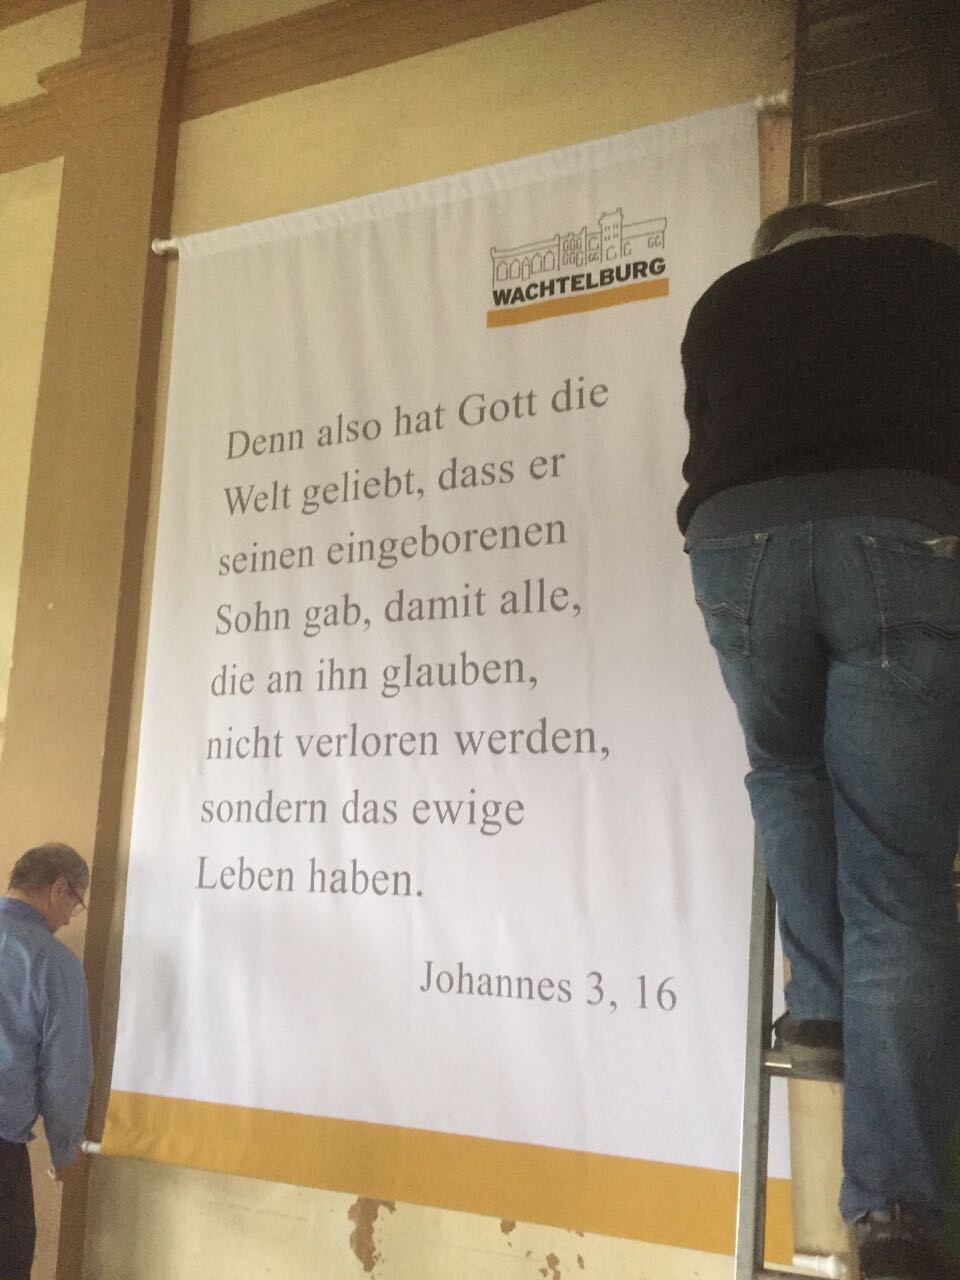 WACHTELBURG
Denn also hat Gott die
Welt geliebt, dass er
seinen eingeborenen
Sohn gab, damit alle,
die an ihn glauben,
nicht verloren werden,
sondern das ewige
Leben haben.
Johannes 3, 16